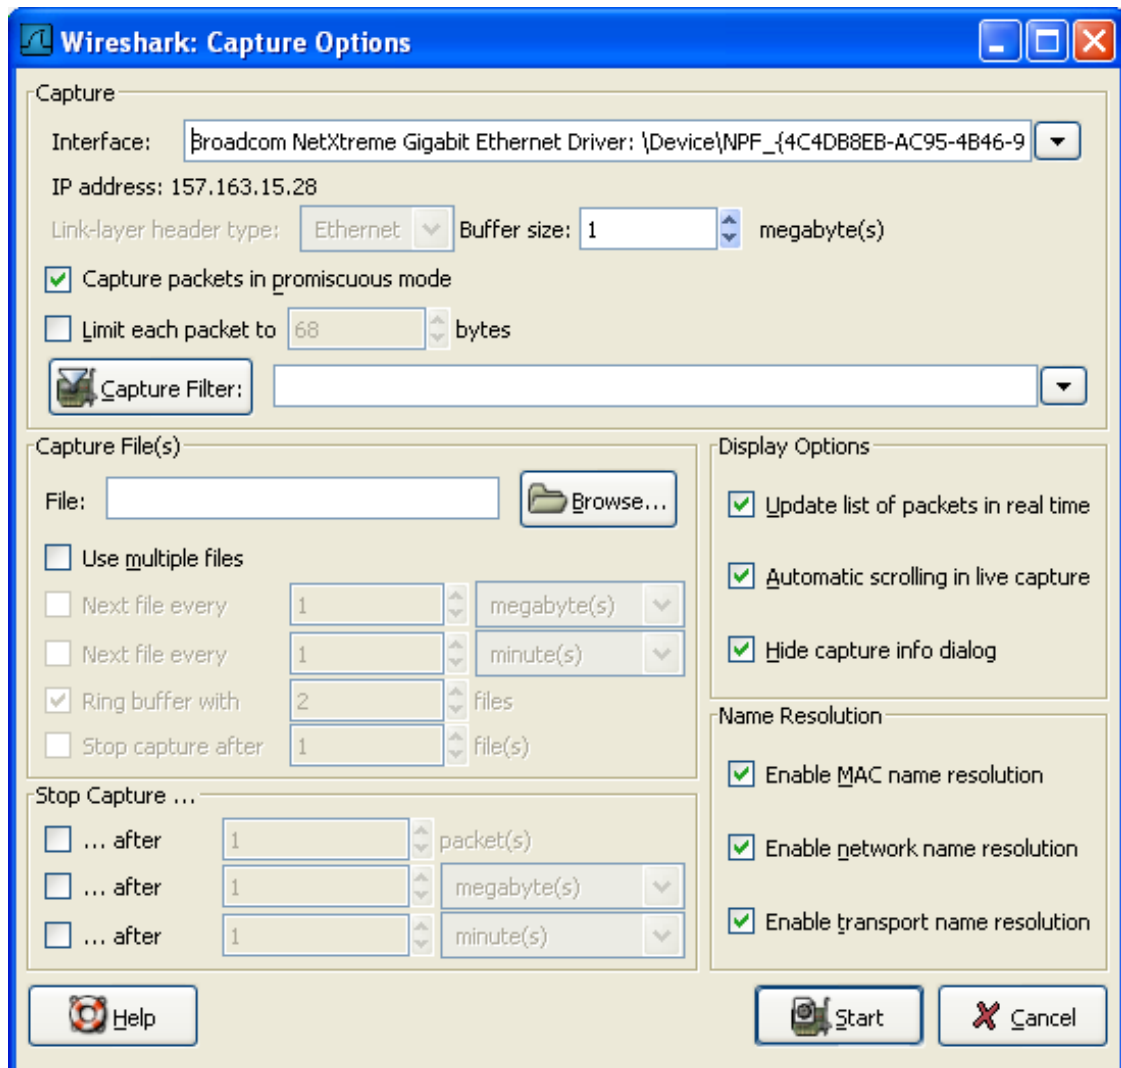 Wireshark: Capture Options
Capture
Interface: Broadcom NetXtreme Gigabit Ethernet Driver: \Device\NPF_{4C4DB8EB-AC95-4B46-9
IP address: 157.163.15.28
Link-layer header type: Ethernet Buffer size: 1 megabyte(s)
Capture packets in promiscuous mode
Limit each packet to 68 bytes
Capture Filter:
Capture File(s)
File: Browse...
Use multiple files
Next file every 1 megabyte(s)
Next file every 1 minute(s)
Ring buffer with 2 files
Stop capture after 1 file(s)
Stop Capture ...
... after 1 packet(s)
... after 1 megabyte(s)
... after 1 minute(s)
Display Options
Update list of packets in real time
Automatic scrolling in live capture
Hide capture info dialog
Name Resolution
Enable MAC name resolution
Enable network name resolution
Enable transport name resolution
Help Start Cancel